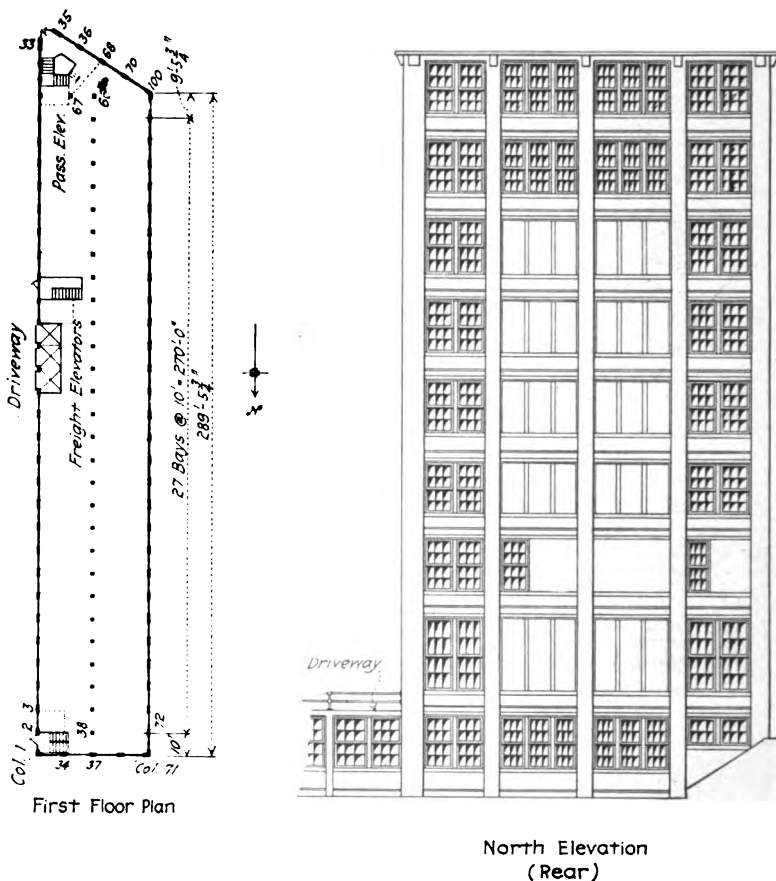 33
35
36
68
70
100
9'-5¾"
67
Pass. Elev.
Driveway
Freight Elevators
27 Bays @ 10' = 270'-0"
289'-5¾"
N
3
2
Col. 1
34
38
37
72
10'
Col. 71
First Floor Plan
Driveway
North Elevation
(Rear)